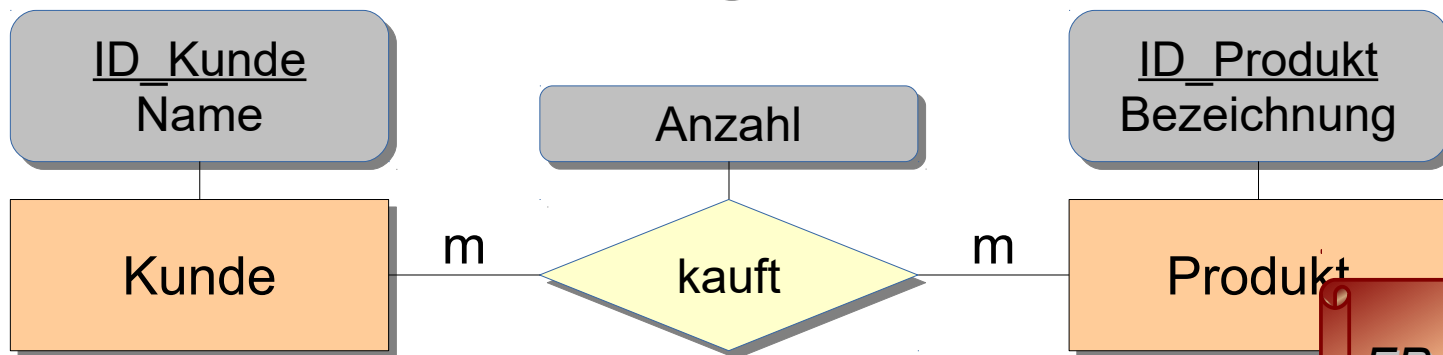 ID_Kunde
Name
Anzahl
ID_Produkt
Bezeichnung
Kunde
m
kauft
m
Produkt